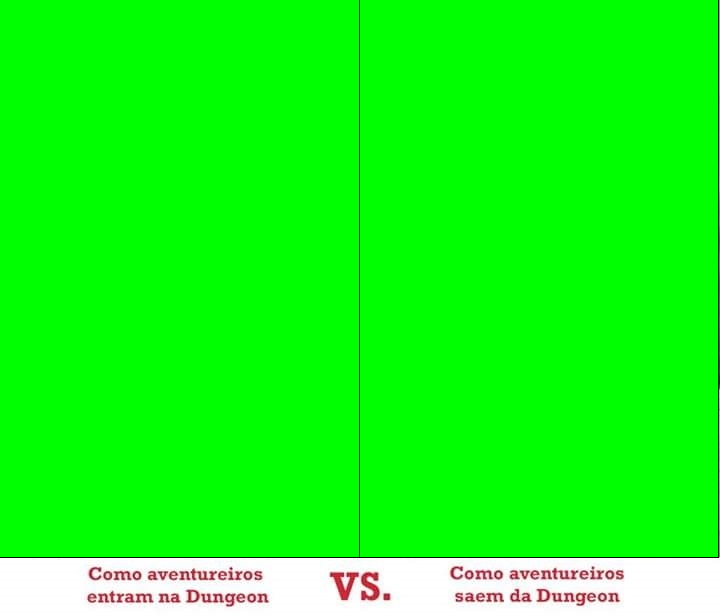 Como aventureiros
entram na Dungeon
VS.
Como aventureiros
saem da Dungeon